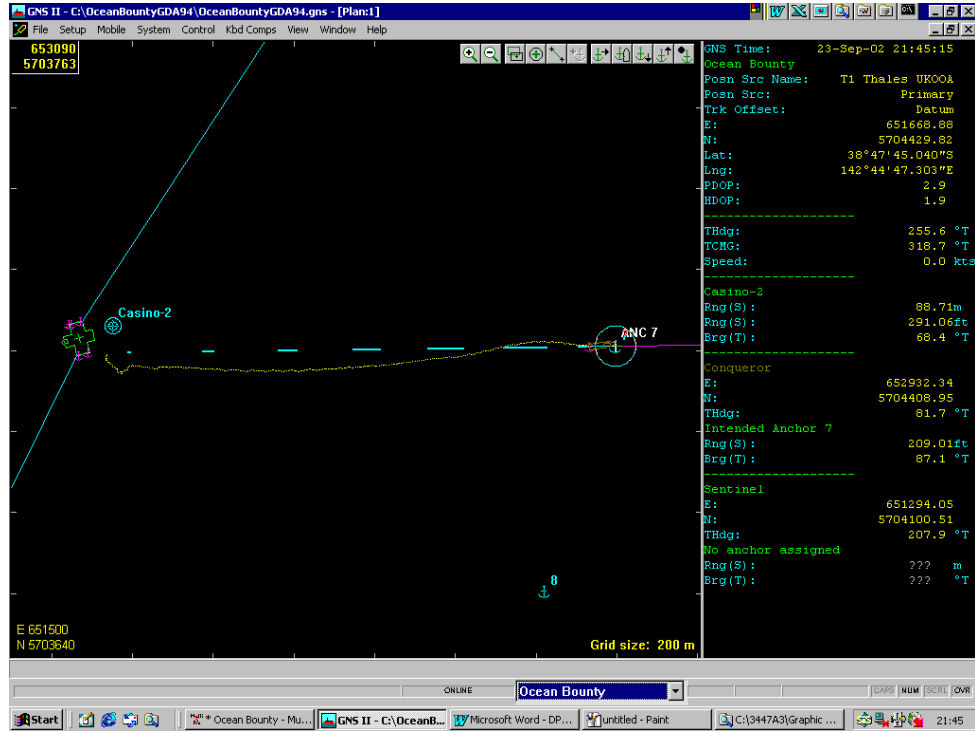 GNS II - C:\OceanBountyGDA94\OceanBountyGDA94.gns - [Plan:1]
File Setup Mobile System Control Kbd Comps View Window Help
653090
5703763
Casino-2
ANC 7
8
E 651500
N 5703640
Grid size: 200 m
GNS Time: 23-Sep-02 21:45:15
Ocean Bounty
Posn Src Name: T1 Thales UKOOA
Posn Src: Primary
Trk Offset: Datum
E: 651668.88
N: 5704429.82
Lat: 38°47'45.040"S
Lng: 142°44'47.303"E
PDOP: 2.9
HDOP: 1.9
---------------------
THdg: 255.6 °T
TCMG: 318.7 °T
Speed: 0.0 kts
---------------------
Casino-2
Rng(S): 88.71m
Rng(S): 291.06ft
Brg(T): 68.4 °T
---------------------
Conqueror
E: 652932.34
N: 5704408.95
THdg: 81.7 °T
Intended Anchor 7
Rng(S): 209.01ft
Brg(T): 87.1 °T
---------------------
Sentinel
E: 651294.05
N: 5704100.51
THdg: 207.9 °T
No anchor assigned
Rng(S): ??? m
Brg(T): ??? °T
ONLINE Ocean Bounty CAPS NUM SCRL OVR
Start * Ocean Bounty - Mu... GNS II - C:\OceanB... Microsoft Word - DP... untitled - Paint C:\3447A3\Graphic ... 21:45